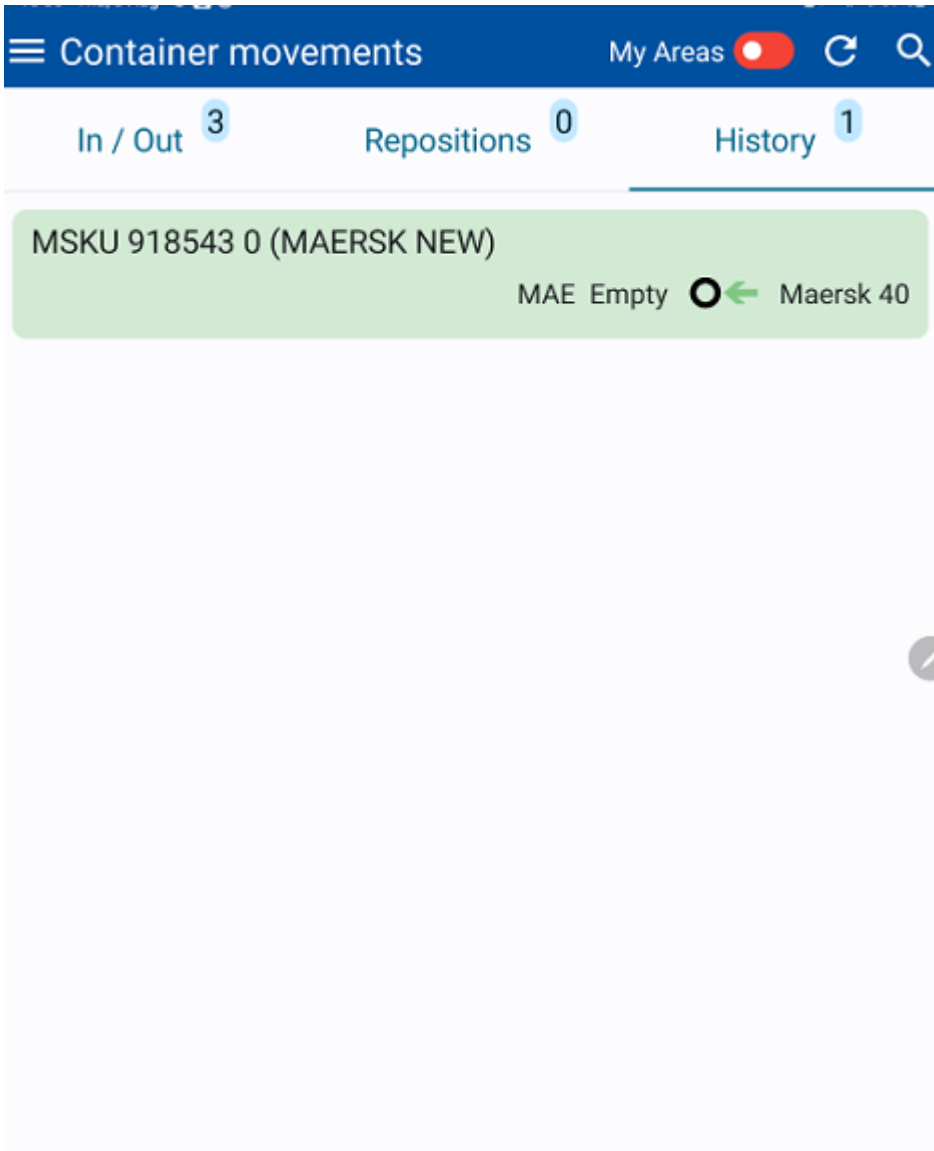 Container movements My Areas
In / Out 3 Repositions 0 History 1
MSKU 918543 0 (MAERSK NEW)
MAE Empty Maersk 40